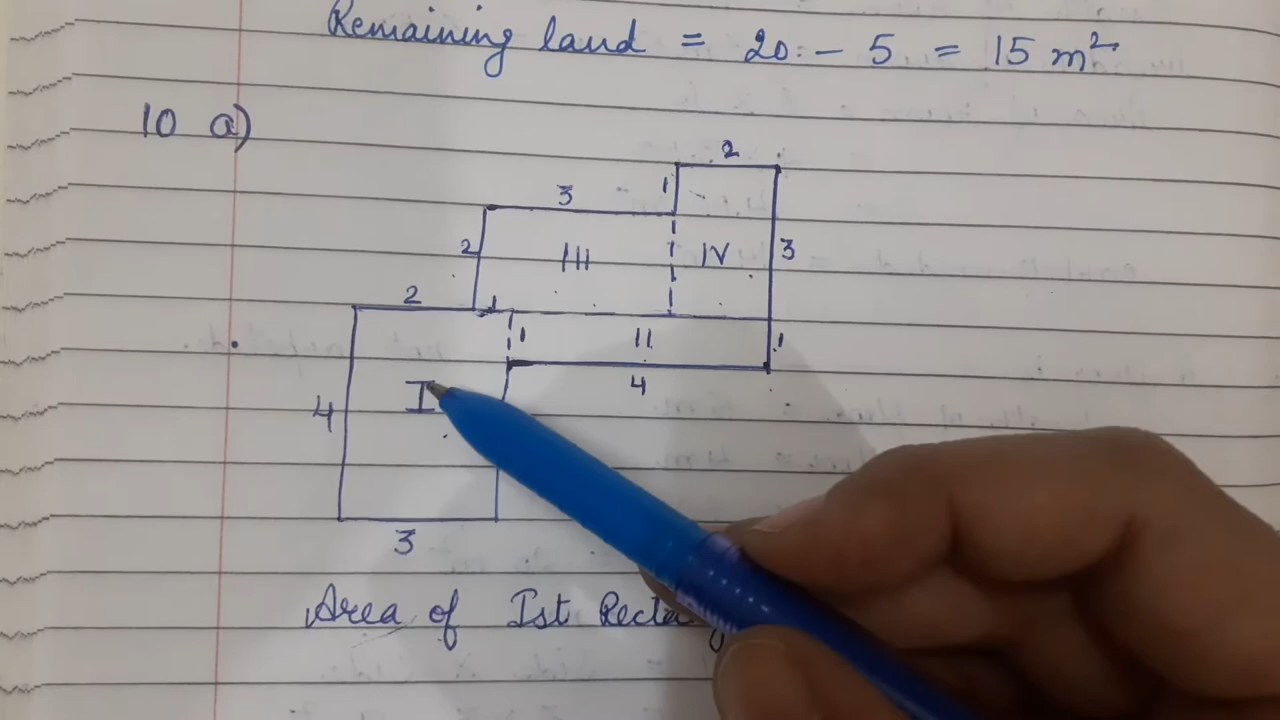 Remaining land = 20 - 5 = 15 m²
10 a)
2
1
3
2
III
IV
3
2
1
1
II
1
4
I
4
3
Area of Ist